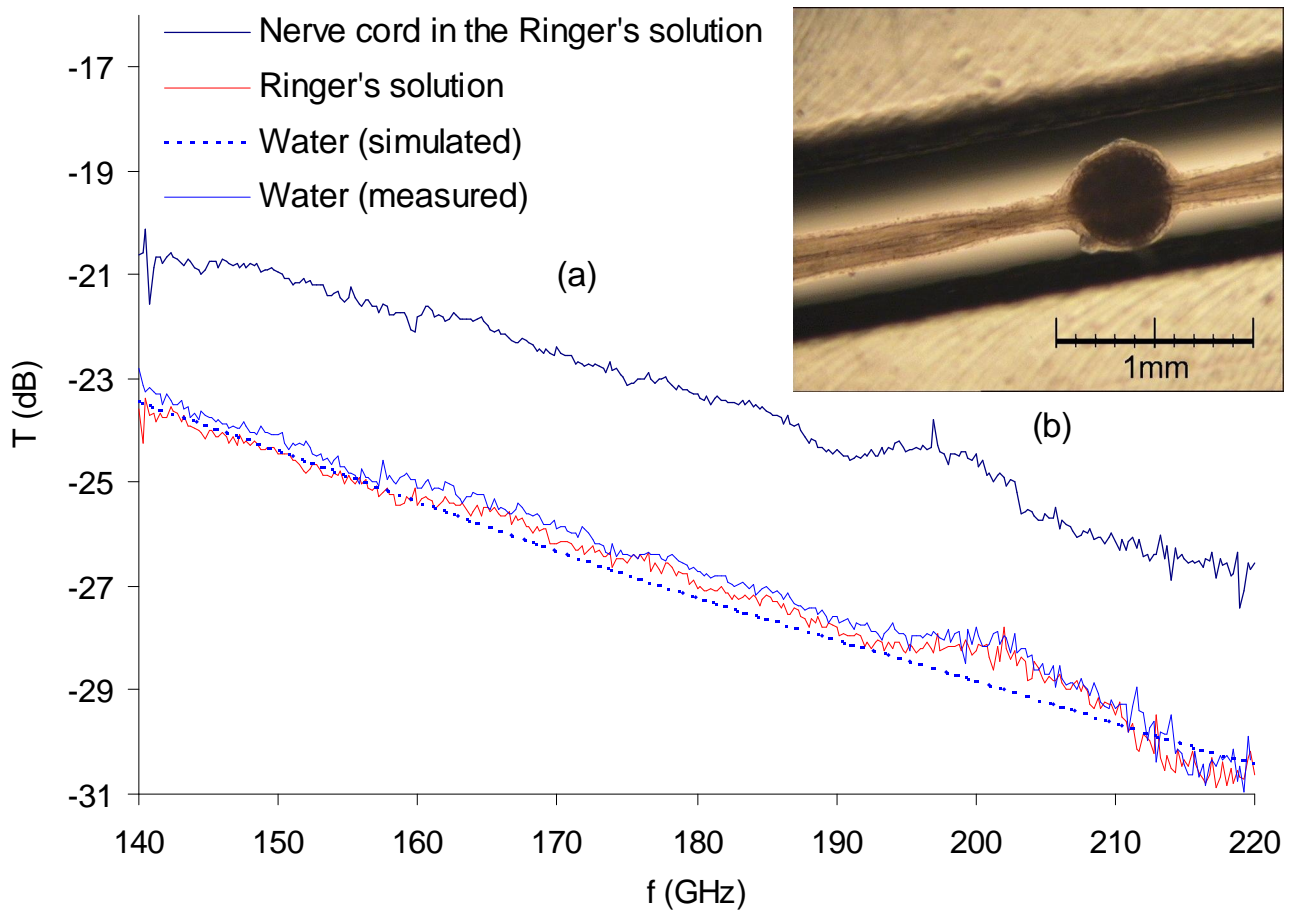 Nerve cord in the Ringer's solution
Ringer's solution
Water (simulated)
Water (measured)
(a)
1mm
(b)
T (dB)
-17
-19
-21
-23
-25
-27
-29
-31
140 150 160 170 180 190 200 210 220
f (GHz)